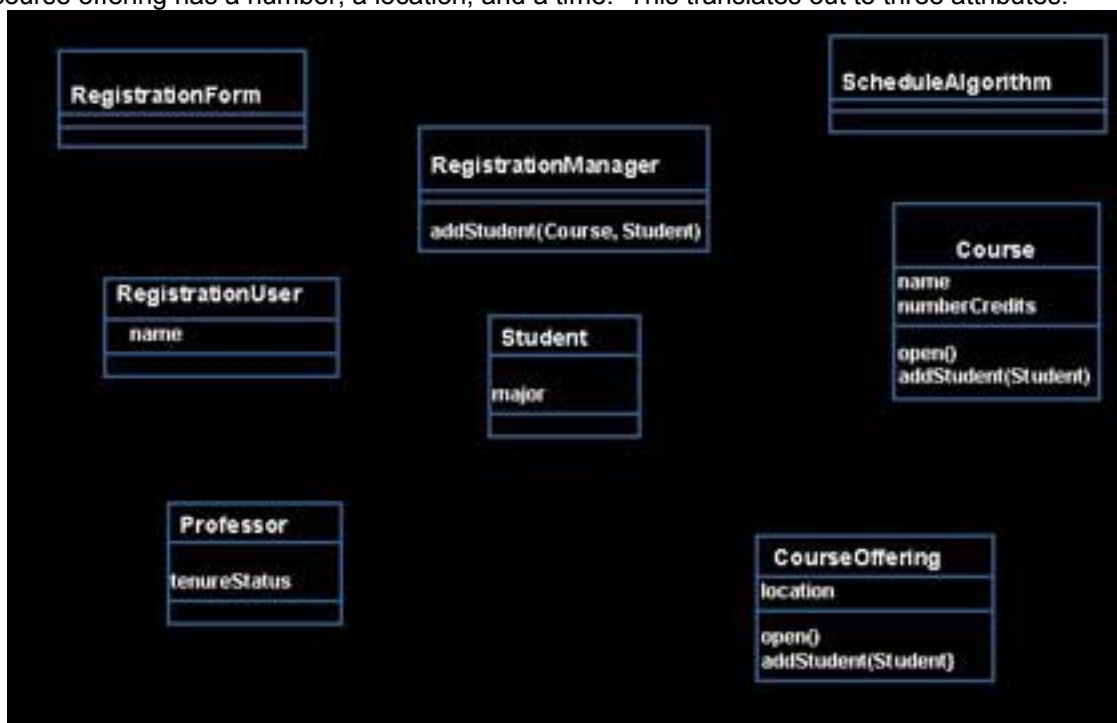 course offering has a number, a location, and a time. This translates out to three attributes.
RegistrationForm
ScheduleAlgorithm
RegistrationManager
addStudent(Course, Student)
Course
name
numberCredits
open()
addStudent(Student)
RegistrationUser
name
Student
major
Professor
tenureStatus
CourseOffering
location
open()
addStudent(Student}